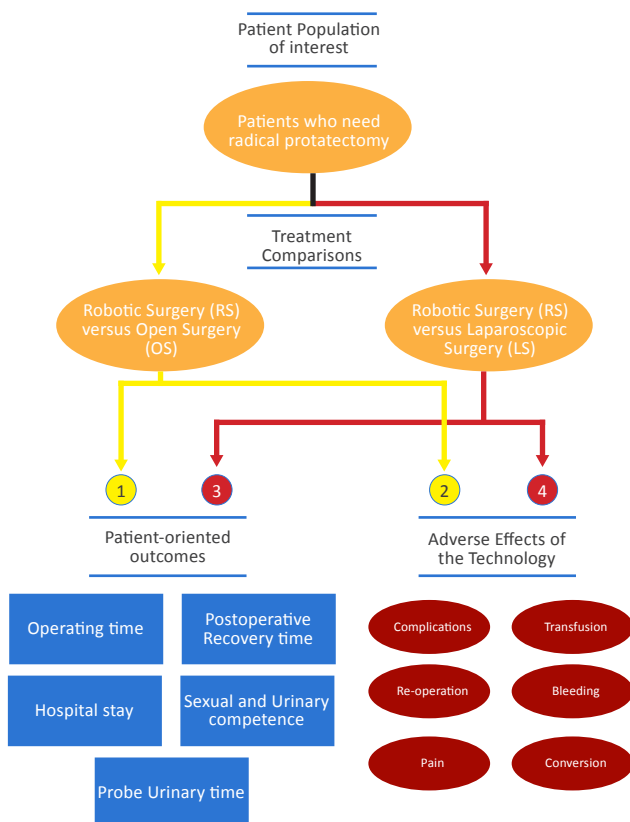 Patient Population
of interest
Patients who need
radical protatectomy
Treatment
Comparisons
Robotic Surgery (RS)
versus Open Surgery
(OS)
Robotic Surgery (RS)
versus Laparoscopic
Surgery (LS)
1
3
2
4
Patient-oriented
outcomes
Adverse Effects of
the Technology
Operating time
Postoperative
Recovery time
Hospital stay
Sexual and Urinary
competence
Probe Urinary time
Complications
Transfusion
Re-operation
Bleeding
Pain
Conversion